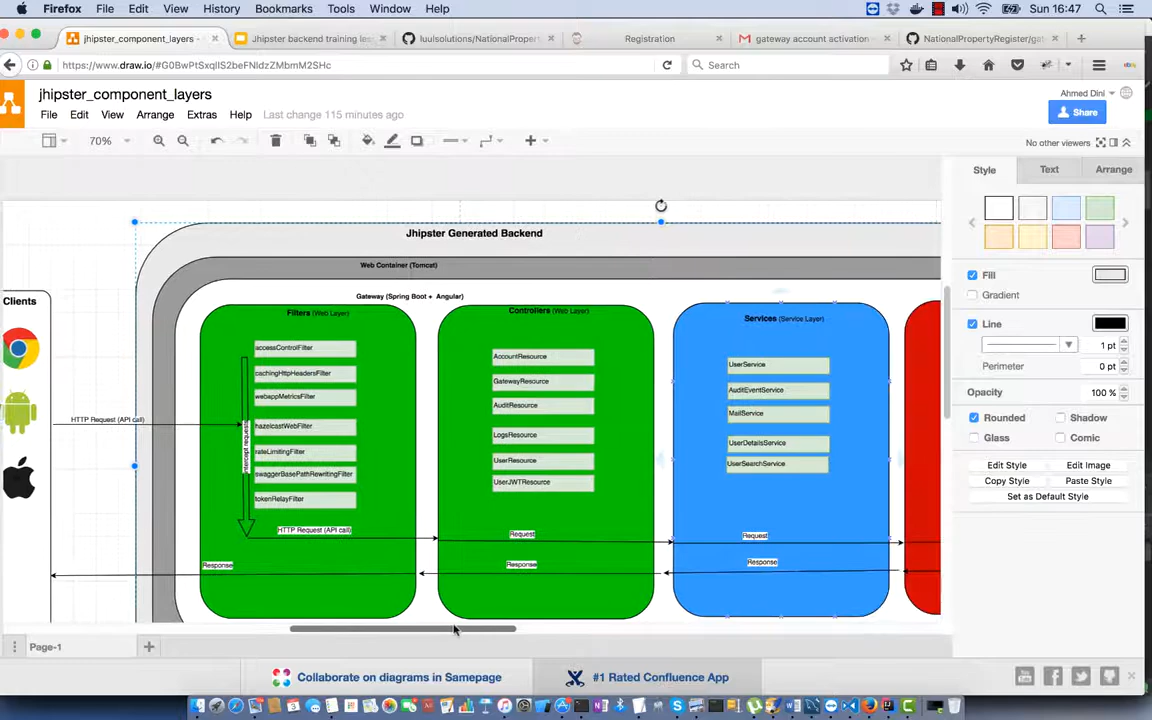 Firefox File Edit View History Bookmarks Tools Window Help Sun 16:47
jhipster_component_layers - Jhipster backend training les luulsolutions/NationalProper Registration gateway account activation - NationalPropertyRegister/gat
https://www.draw.io/#G0BwPtSxqlIS2beFNIdzZMbmM2SHc Search
jhipster_component_layers Ahmed Dini
File Edit View Arrange Extras Help Last change 115 minutes ago Share
70% No other viewers
Style Text Arrange
Jhipster Generated Backend
Web Container (Tomcat)
Gateway (Spring Boot + Angular)
Clients
Filters (Web Layer)
accessControlFilter
cachingHttpHeadersFilter
webappMetricsFilter
hazelcastWebFilter
rateLimitingFilter
swaggerBasePathRewritingFilter
tokenRelayFilter
HTTP Request (API call)
Intercept requests
HTTP Request (API call)
Response
Controllers (Web Layer)
AccountResource
GatewayResource
AuditResource
LogsResource
UserResource
UserJWTResource
Request
Response
Services (Service Layer)
UserService
AuditEventService
MailService
UserDetailsService
UserSearchService
Request
Response
Fill
Gradient
Line
1 pt
Perimeter 0 pt
Opacity 100 %
Rounded Shadow
Glass Comic
Edit Style Edit Image
Copy Style Paste Style
Set as Default Style
Page-1
Collaborate on diagrams in Samepage #1 Rated Confluence App